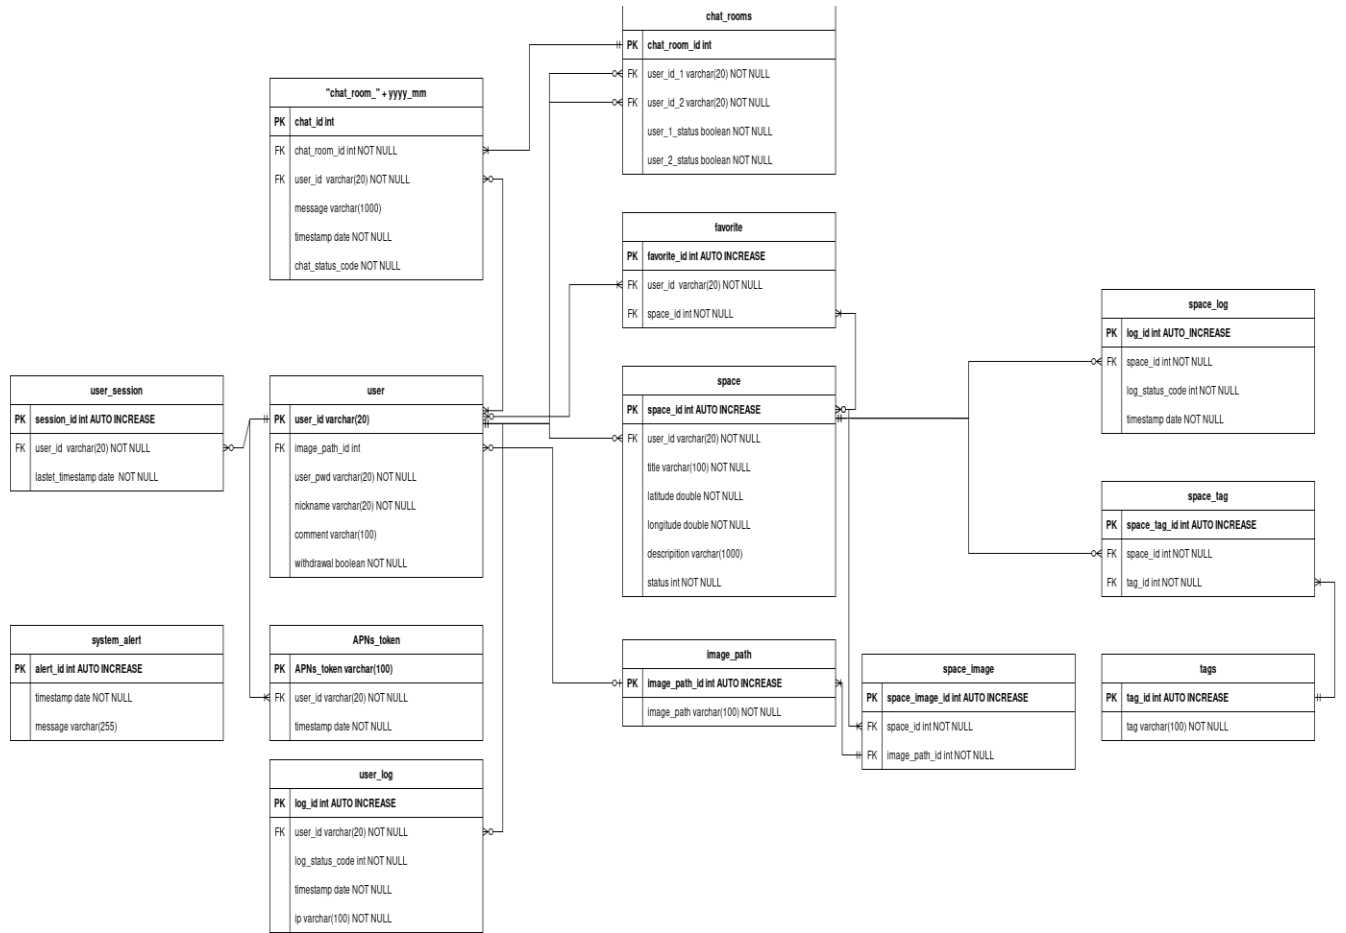 chat_rooms
PK chat_room_id int
FK user_id_1 varchar(20) NOT NULL
FK user_id_2 varchar(20) NOT NULL
user_1_status boolean NOT NULL
user_2_status boolean NOT NULL
"chat_room_" + yyyy_mm
PK chat_id int
FK chat_room_id int NOT NULL
FK user_id varchar(20) NOT NULL
message varchar(1000)
timestamp date NOT NULL
chat_status_code NOT NULL
favorite
PK favorite_id int AUTO INCREASE
FK user_id varchar(20) NOT NULL
FK space_id int NOT NULL
space_log
PK log_id int AUTO_INCREASE
FK space_id int NOT NULL
log_status_code int NOT NULL
timestamp date NOT NULL
user_session
PK session_id int AUTO INCREASE
FK user_id varchar(20) NOT NULL
lastet_timestamp date NOT NULL
user
PK user_id varchar(20)
FK image_path_id int
user_pwd varchar(20) NOT NULL
nickname varchar(20) NOT NULL
comment varchar(100)
withdrawal boolean NOT NULL
space
PK space_id int AUTO INCREASE
FK user_id varchar(20) NOT NULL
title varchar(100) NOT NULL
latitude double NOT NULL
longitude double NOT NULL
descripition varchar(1000)
status int NOT NULL
space_tag
PK space_tag_id int AUTO INCREASE
FK space_id int NOT NULL
FK tag_id int NOT NULL
system_alert
PK alert_id int AUTO INCREASE
timestamp date NOT NULL
message varchar(255)
APNs_token
PK APNs_token varchar(100)
FK user_id varchar(20) NOT NULL
timestamp date NOT NULL
image_path
PK image_path_id int AUTO INCREASE
image_path varchar(100) NOT NULL
space_image
PK space_image_id int AUTO INCREASE
FK space_id int NOT NULL
FK image_path_id int NOT NULL
tags
PK tag_id int AUTO INCREASE
tag varchar(100) NOT NULL
user_log
PK log_id int AUTO INCREASE
FK user_id varchar(20) NOT NULL
log_status_code int NOT NULL
timestamp date NOT NULL
ip varchar(100) NOT NULL